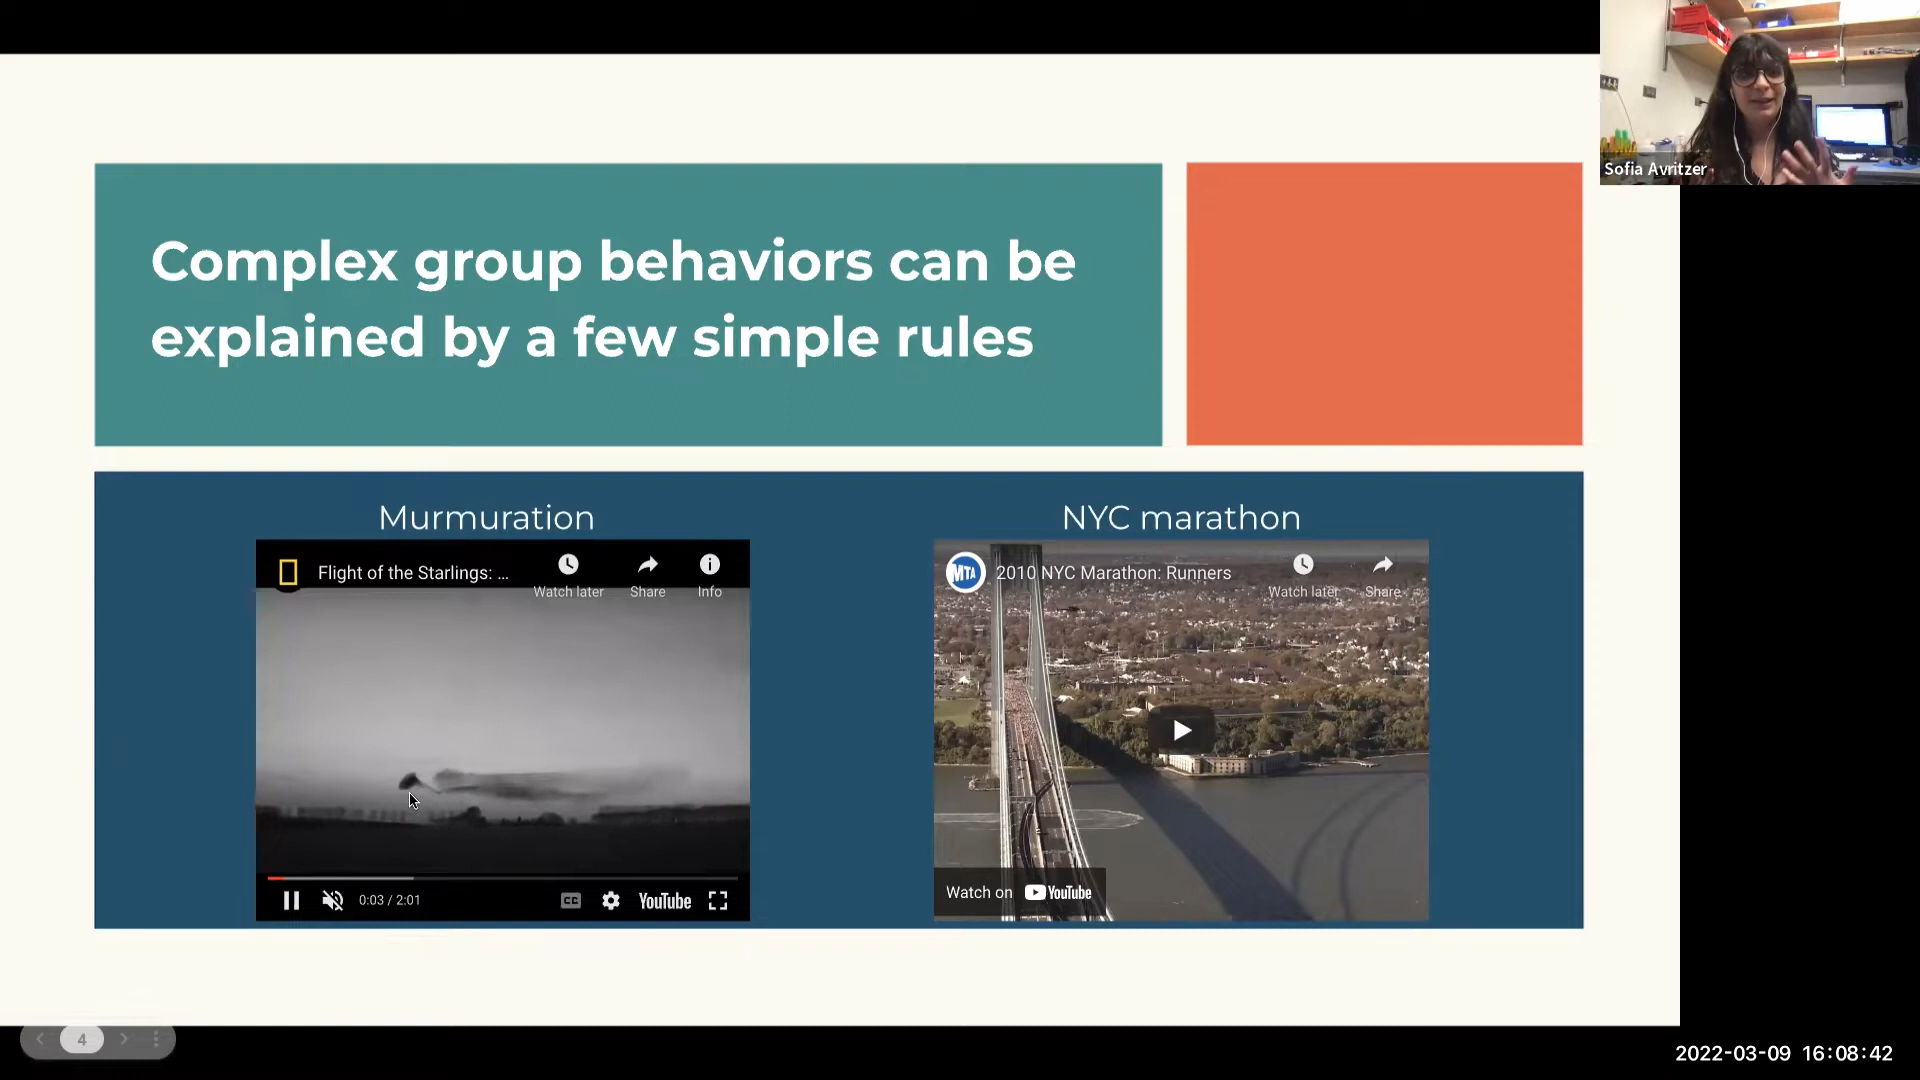 Sofia Avritzer
Complex group behaviors can be
explained by a few simple rules
Murmuration
Flight of the Starlings: ...
Watch later
Share
Info
0:03 / 2:01
CC
YouTube
NYC marathon
MTA
2010 NYC Marathon: Runners
Watch later
Share
Watch on YouTube
4
2022-03-09 16:08:42